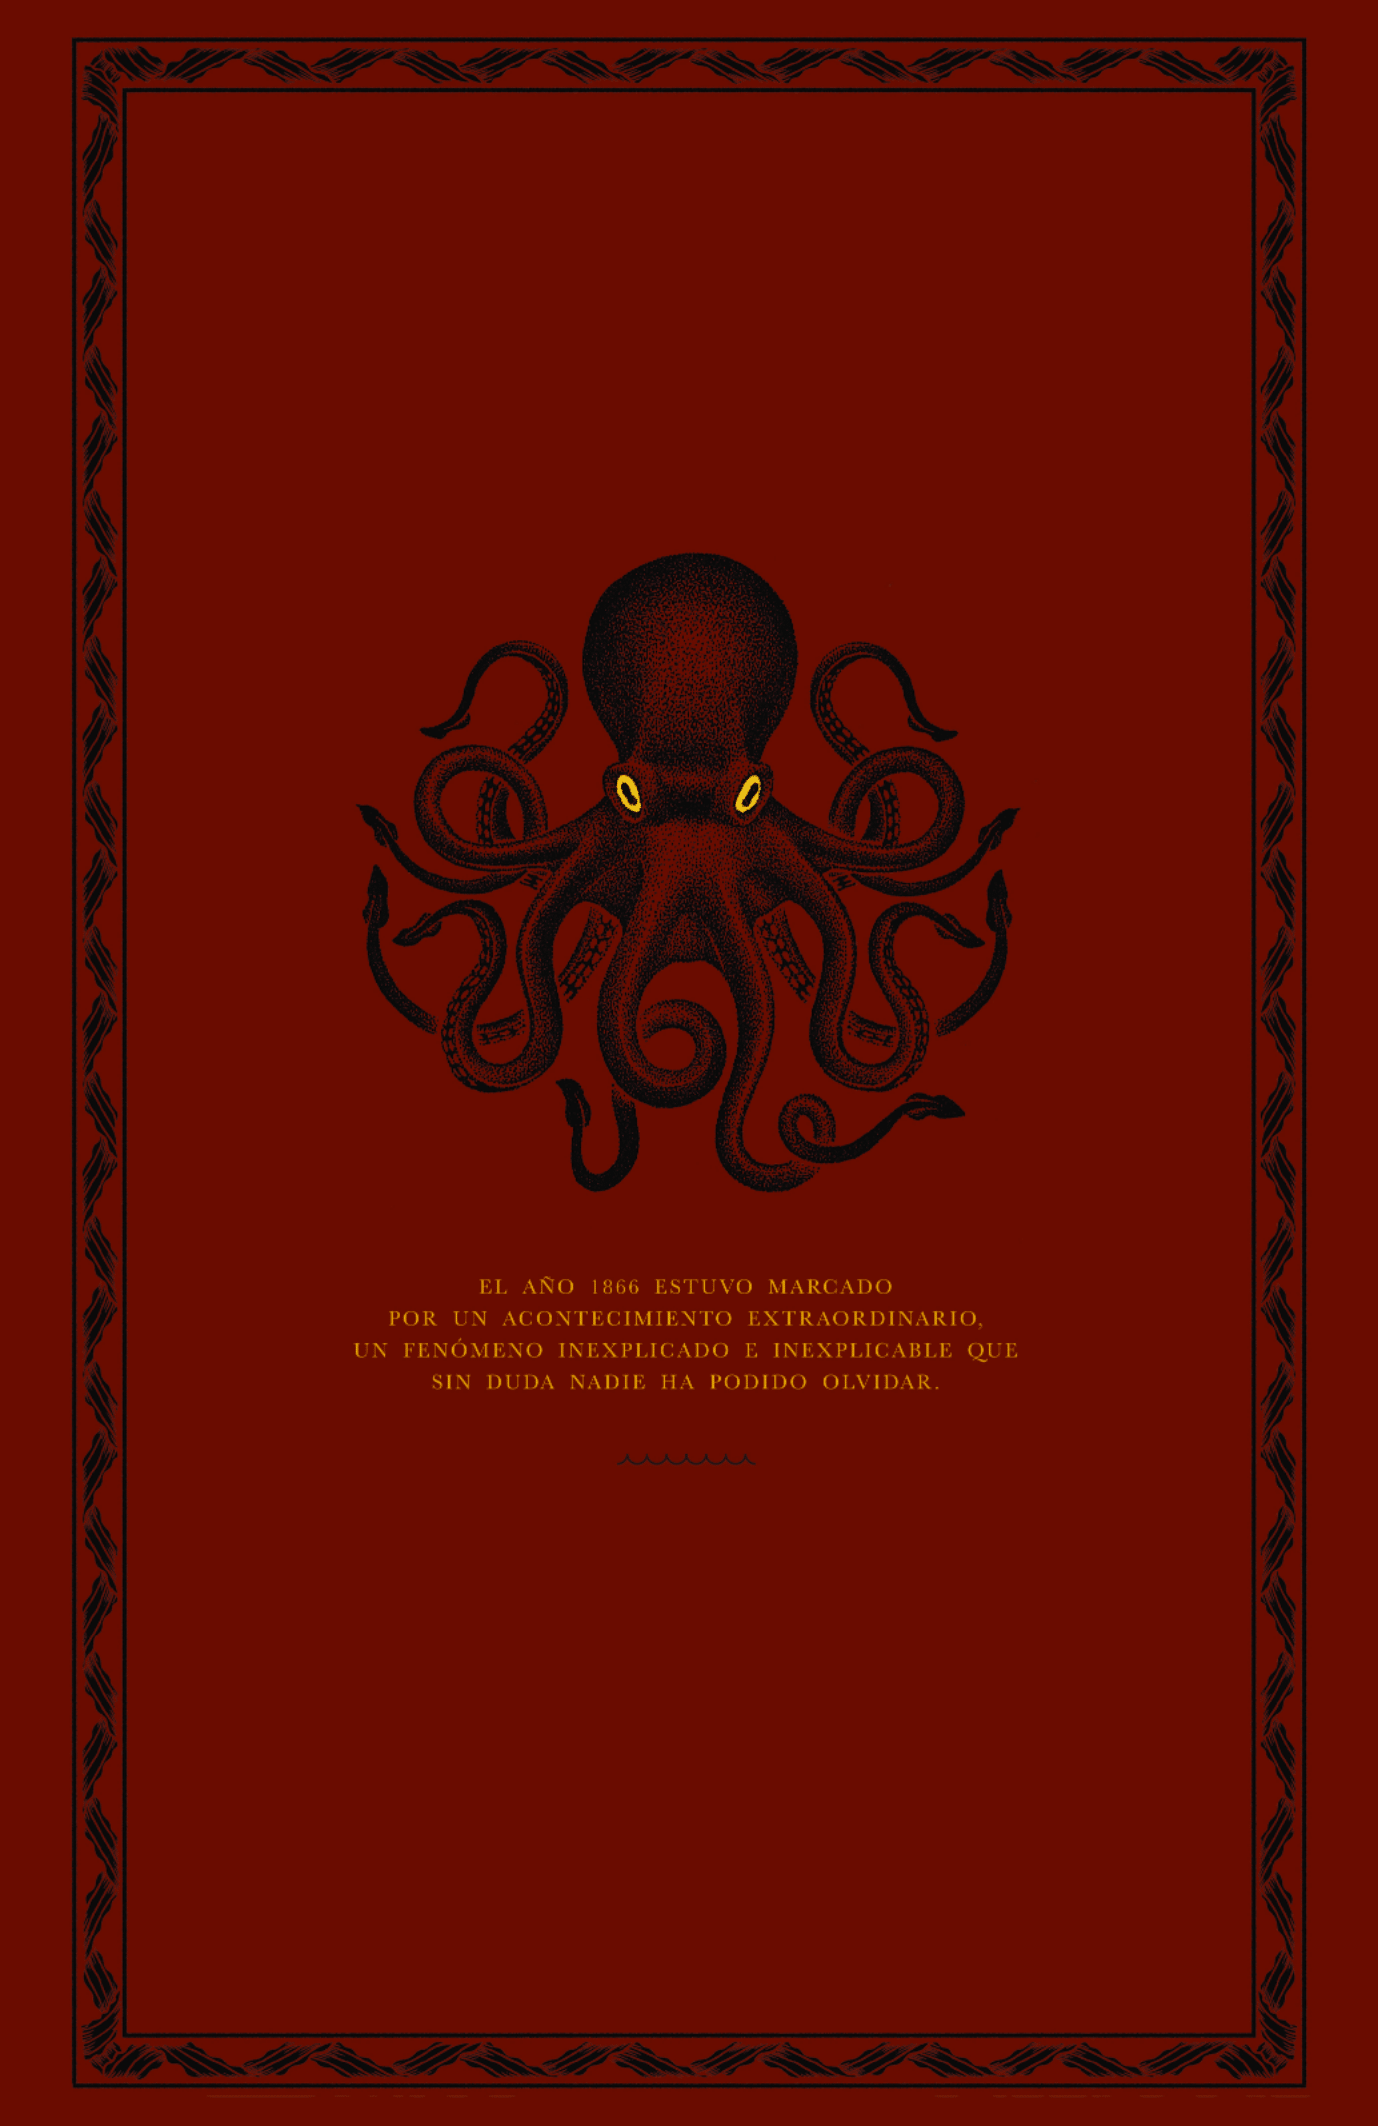 EL AÑO 1866 ESTUVO MARCADO
POR UN ACONTECIMIENTO EXTRAORDINARIO,
UN FENÓMENO INEXPLICADO E INEXPLICABLE QUE
SIN DUDA NADIE HA PODIDO OLVIDAR.